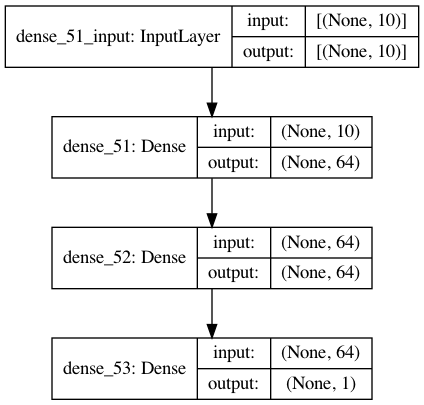 dense_51_input: InputLayer
input: [(None, 10)]
output: [(None, 10)]
dense_51: Dense
input: (None, 10)
output: (None, 64)
dense_52: Dense
input: (None, 64)
output: (None, 64)
dense_53: Dense
input: (None, 64)
output: (None, 1)